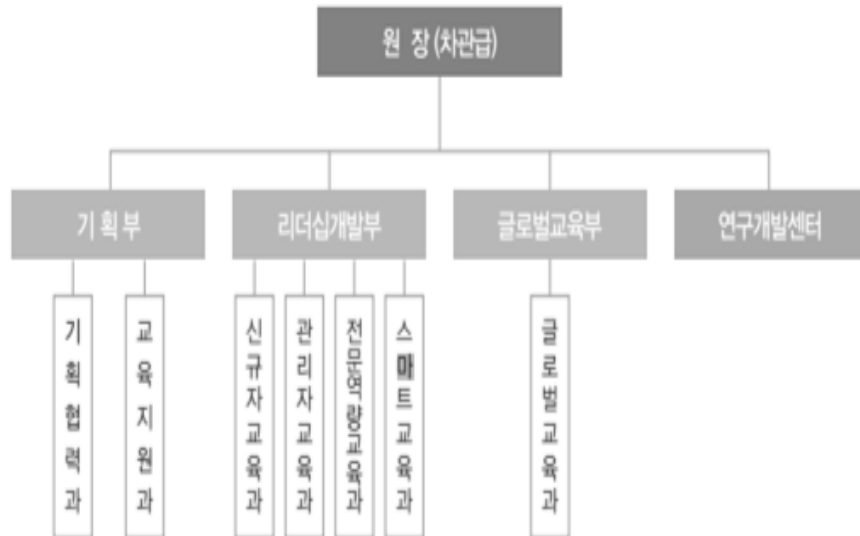 원 장 (차관급)
기 획 부
리더십개발부
글로벌교육부
연구개발센터
기획협력과
교육지원과
신규자교육과
관리자교육과
전문역량교육과
스마트교육과
글로벌교육과